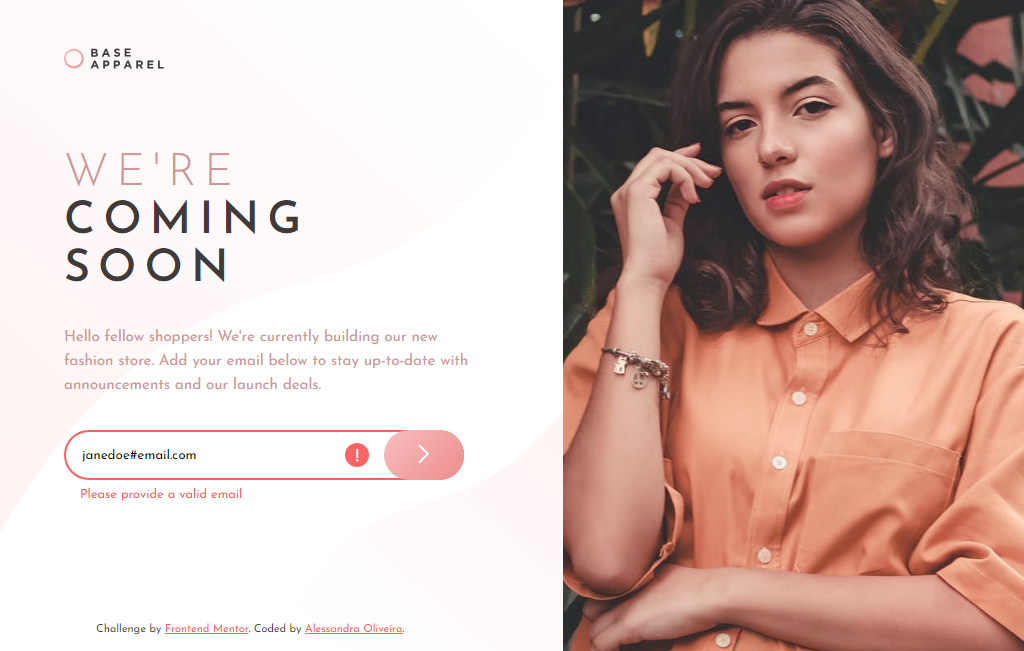 BASE
APPAREL
WE'RE
COMING
SOON
Hello fellow shoppers! We're currently building our new
fashion store. Add your email below to stay up-to-date with
announcements and our launch deals.
janedoe#email.com !
Please provide a valid email
Challenge by Frontend Mentor. Coded by Alessandra Oliveira.